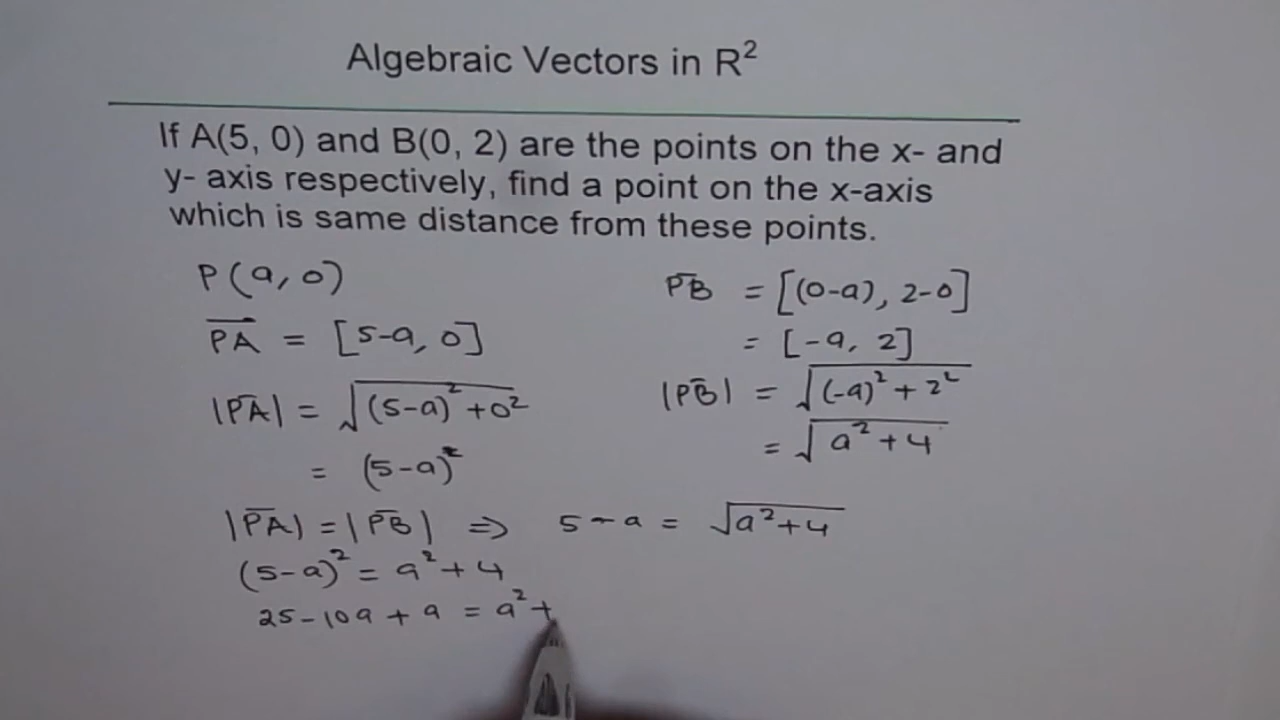 Algebraic Vectors in R²
If A(5, 0) and B(0, 2) are the points on the x- and
y- axis respectively, find a point on the x-axis
which is same distance from these points.
P(a, 0)
PA = [5-a, 0]
|PA| = √((5-a)² + 0²)
= (5-a)²
PB = [(0-a), 2-0]
= [-a, 2]
|PB| = √((-a)² + 2²)
= √(a² + 4)
|PA| = |PB| ⇒ 5-a = √(a² + 4)
(5-a)² = a² + 4
25 - 10a + a = a² +